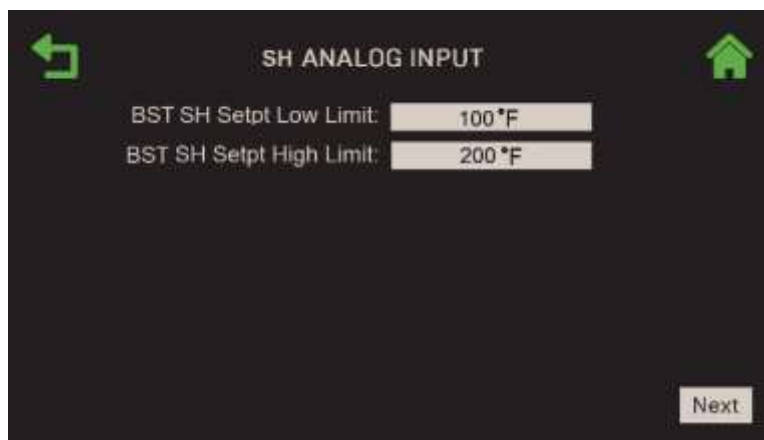 SH ANALOG INPUT
BST SH Setpt Low Limit: 100°F
BST SH Setpt High Limit: 200 °F
Next